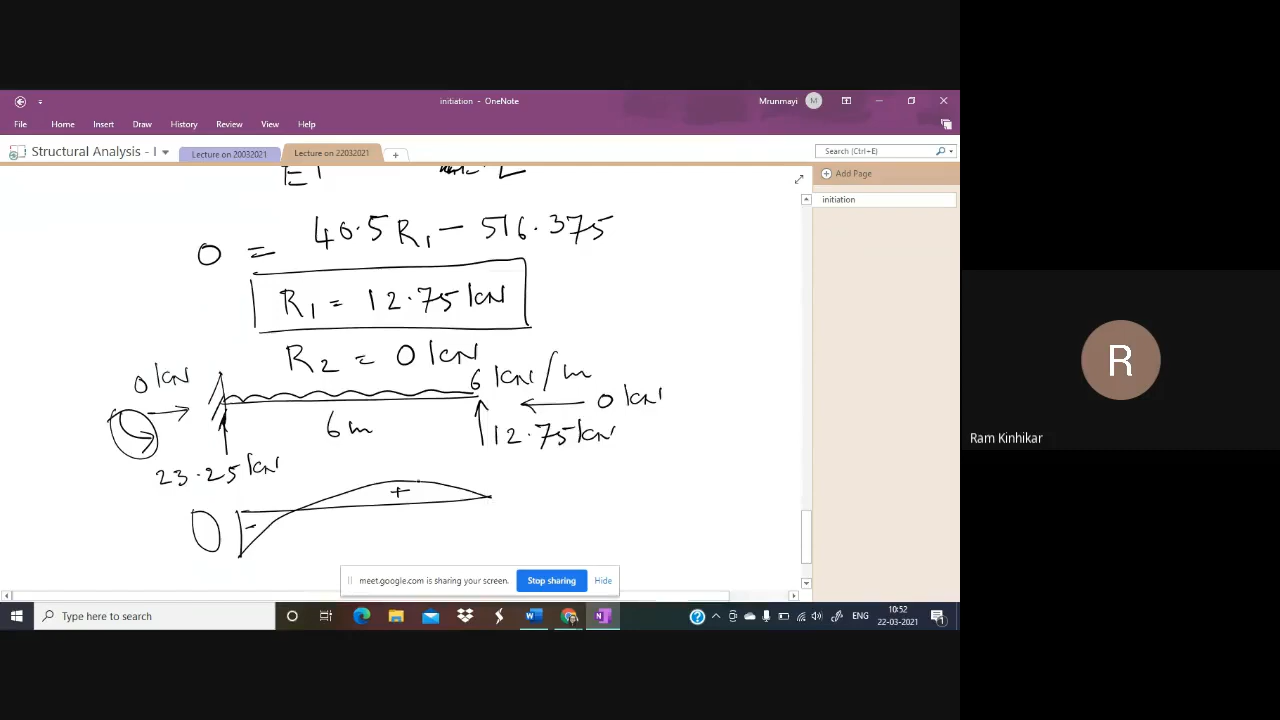 initiation - OneNote
Mrunmayi M
File Home Insert Draw History Review View Help
Structural Analysis - I Lecture on 20032021 Lecture on 22032021 + Search (Ctrl+E)
Add Page
initiation
EI L
0 = 40.5 R1 - 516.375
R1 = 12.75 kN
R2 = 0 kN
0 kN 6 kN/m
0 kN
6 m 12.75 kN
23.25 kN
+
-
meet.google.com is sharing your screen. Stop sharing Hide
Type here to search ENG 10:52
22-03-2021
R
Ram Kinhikar